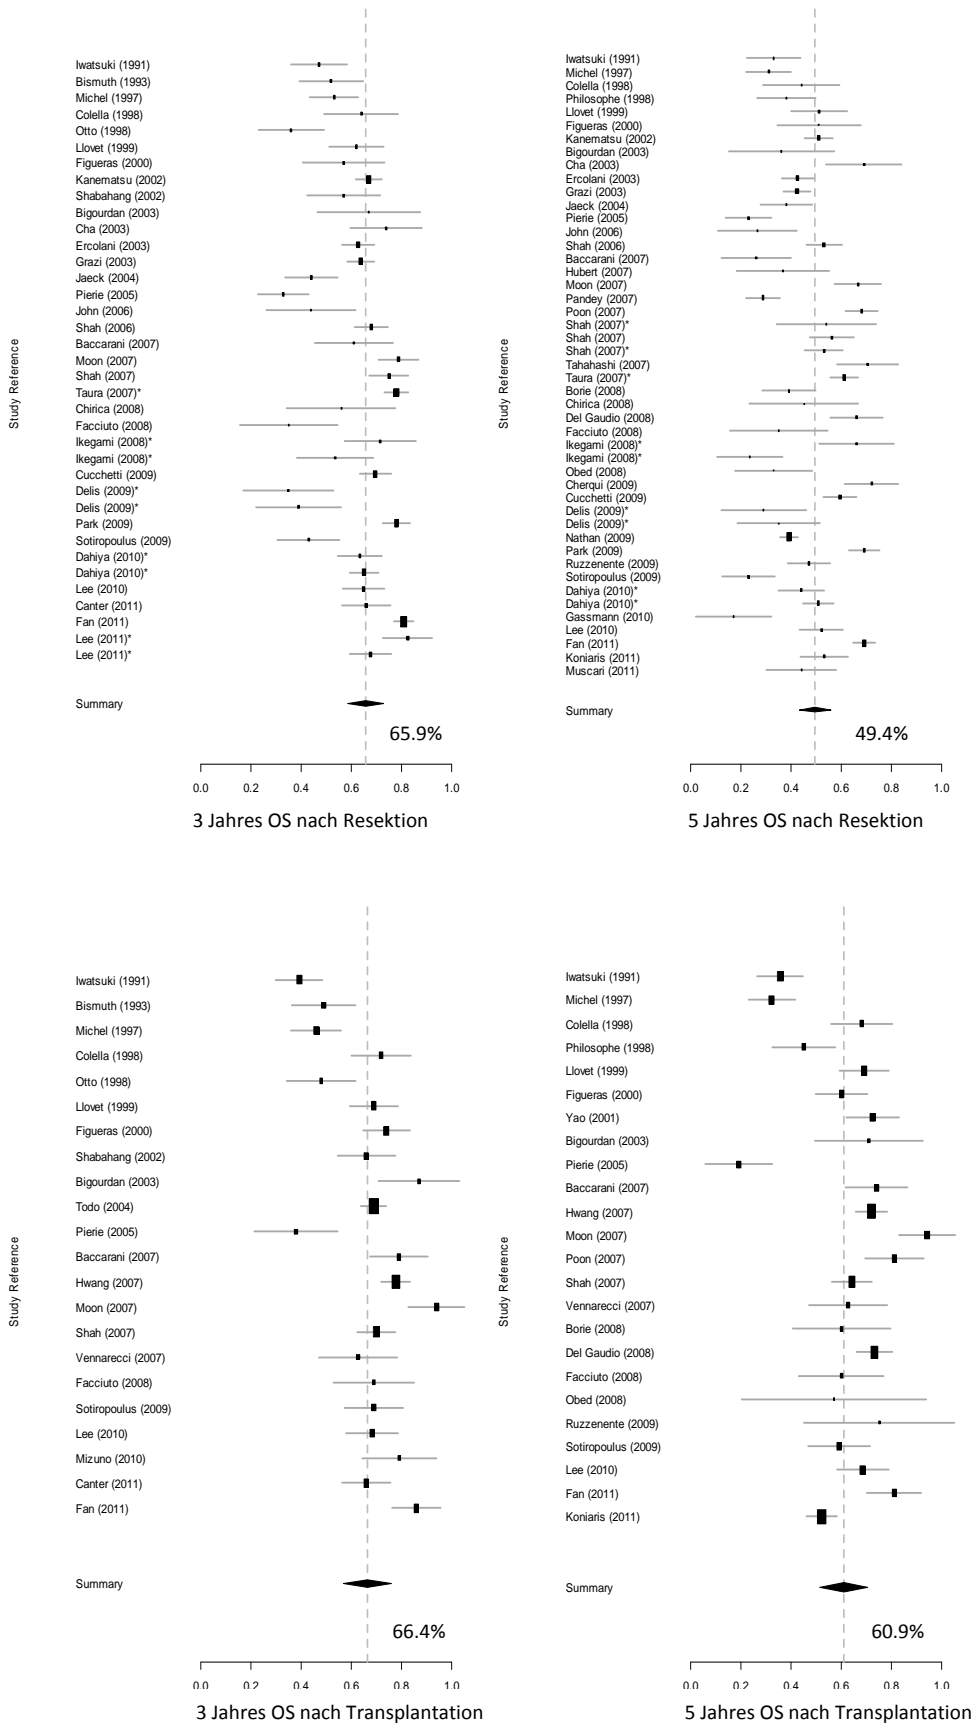 Study Reference
Iwatsuki (1991)
Bismuth (1993)
Michel (1997)
Colella (1998)
Otto (1998)
Llovet (1999)
Figueras (2000)
Kanematsu (2002)
Shabahang (2002)
Bigourdan (2003)
Cha (2003)
Ercolani (2003)
Grazi (2003)
Jaeck (2004)
Pierie (2005)
John (2006)
Shah (2006)
Baccarani (2007)
Moon (2007)
Shah (2007)
Taura (2007)*
Chirica (2008)
Facciuto (2008)
Ikegami (2008)*
Ikegami (2008)*
Cucchetti (2009)
Delis (2009)*
Delis (2009)*
Park (2009)
Sotiropoulus (2009)
Dahiya (2010)*
Dahiya (2010)*
Lee (2010)
Canter (2011)
Fan (2011)
Lee (2011)*
Lee (2011)*
Summary
65.9%
0.0 0.2 0.4 0.6 0.8 1.0
3 Jahres OS nach Resektion
Study Reference
Iwatsuki (1991)
Michel (1997)
Colella (1998)
Philosophe (1998)
Llovet (1999)
Figueras (2000)
Kanematsu (2002)
Bigourdan (2003)
Cha (2003)
Ercolani (2003)
Grazi (2003)
Jaeck (2004)
Pierie (2005)
John (2006)
Shah (2006)
Baccarani (2007)
Hubert (2007)
Moon (2007)
Pandey (2007)
Poon (2007)
Shah (2007)*
Shah (2007)
Shah (2007)*
Tahahashi (2007)
Taura (2007)*
Borie (2008)
Chirica (2008)
Del Gaudio (2008)
Facciuto (2008)
Ikegami (2008)*
Ikegami (2008)*
Obed (2008)
Cherqui (2009)
Cucchetti (2009)
Delis (2009)*
Delis (2009)*
Nathan (2009)
Park (2009)
Ruzzenente (2009)
Sotiropoulus (2009)
Dahiya (2010)*
Dahiya (2010)*
Gassmann (2010)
Lee (2010)
Fan (2011)
Koniaris (2011)
Muscari (2011)
Summary
49.4%
0.0 0.2 0.4 0.6 0.8 1.0
5 Jahres OS nach Resektion
Study Reference
Iwatsuki (1991)
Bismuth (1993)
Michel (1997)
Colella (1998)
Otto (1998)
Llovet (1999)
Figueras (2000)
Shabahang (2002)
Bigourdan (2003)
Todo (2004)
Pierie (2005)
Baccarani (2007)
Hwang (2007)
Moon (2007)
Shah (2007)
Vennarecci (2007)
Facciuto (2008)
Sotiropoulus (2009)
Lee (2010)
Mizuno (2010)
Canter (2011)
Fan (2011)
Summary
66.4%
0.0 0.2 0.4 0.6 0.8 1.0
3 Jahres OS nach Transplantation
Study Reference
Iwatsuki (1991)
Michel (1997)
Colella (1998)
Philosophe (1998)
Llovet (1999)
Figueras (2000)
Yao (2001)
Bigourdan (2003)
Pierie (2005)
Baccarani (2007)
Hwang (2007)
Moon (2007)
Poon (2007)
Shah (2007)
Vennarecci (2007)
Borie (2008)
Del Gaudio (2008)
Facciuto (2008)
Obed (2008)
Ruzzenente (2009)
Sotiropoulus (2009)
Lee (2010)
Fan (2011)
Koniaris (2011)
Summary
60.9%
0.0 0.2 0.4 0.6 0.8 1.0
5 Jahres OS nach Transplantation